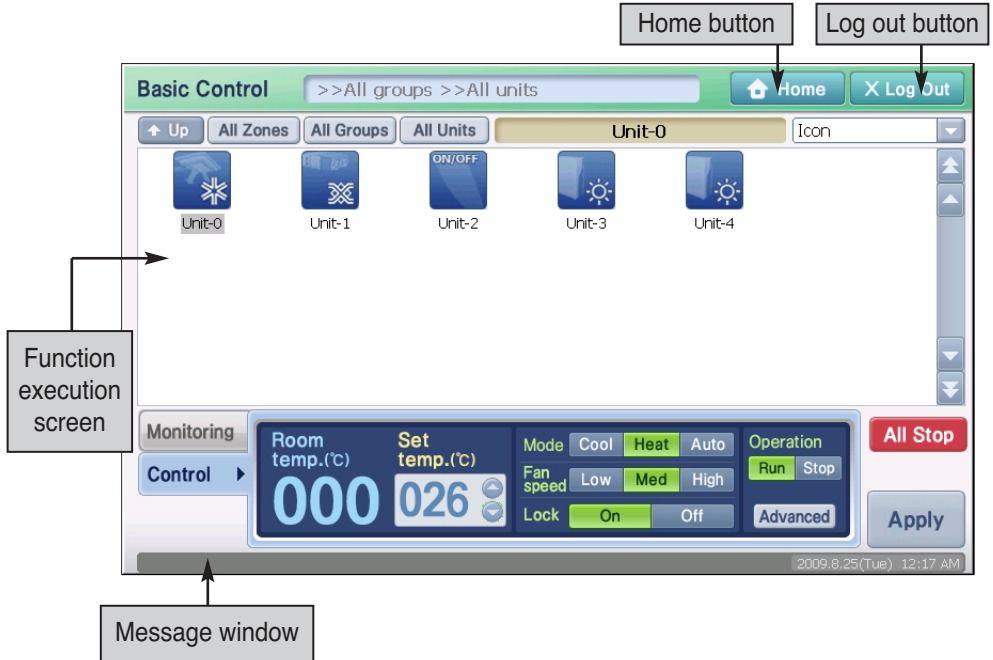 Home button
Log out button
Basic Control
>>All groups >>All units
Home
X Log Out
Up
All Zones
All Groups
All Units
Unit-0
Icon
ON/OFF
Unit-0
Unit-1
Unit-2
Unit-3
Unit-4
Function
execution
screen
Monitoring
Control
Room
temp.(℃)
000
Set
temp.(℃)
026
Mode Cool Heat Auto
Fan
speed Low Med High
Lock On Off
Operation
Run Stop
Advanced
All Stop
Apply
2009.8.25(Tue) 12:17 AM
Message window